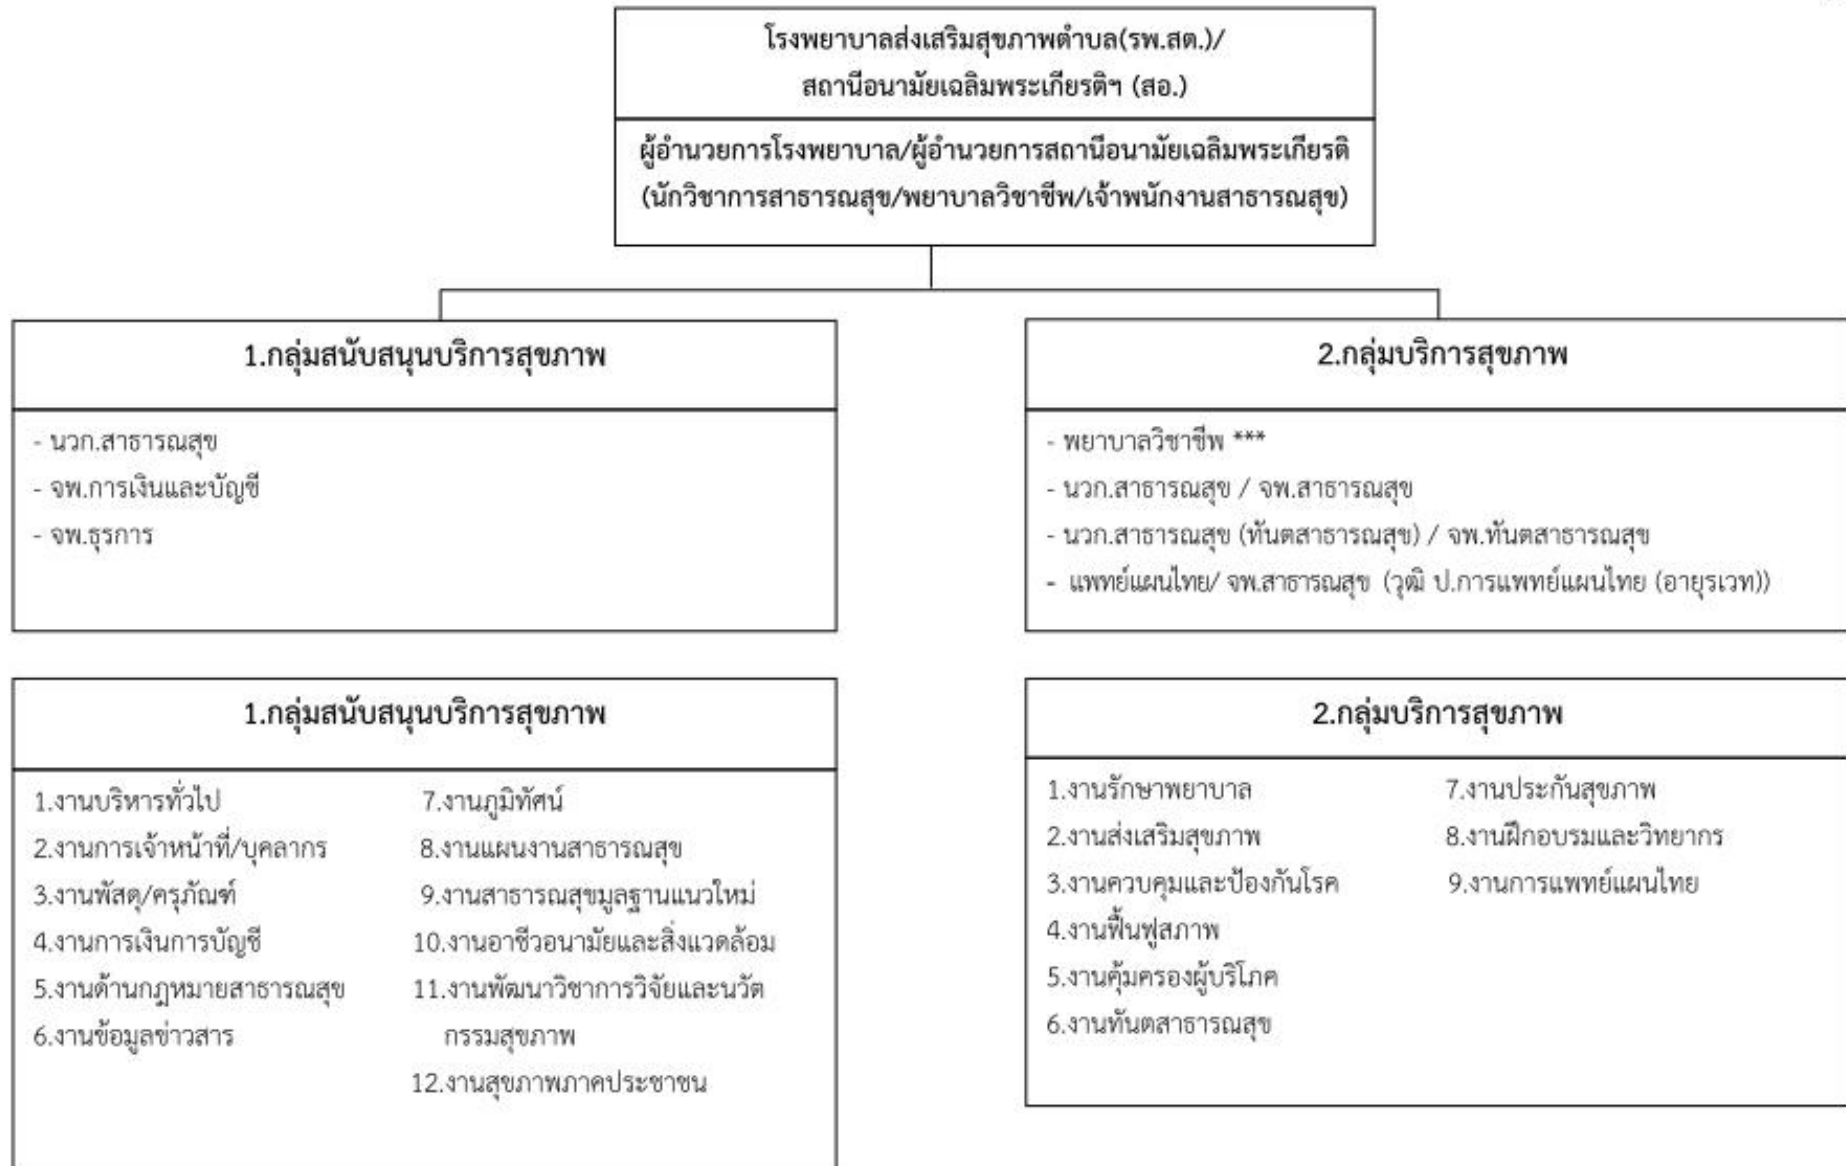 โรงพยาบาลส่งเสริมสุขภาพตำบล(รพ.สต.)/
สถานีอนามัยเฉลิมพระเกียรติฯ (สอ.)
ผู้อำนวยการโรงพยาบาล/ผู้อำนวยการสถานีอนามัยเฉลิมพระเกียรติ
(นักวิชาการสาธารณสุข/พยาบาลวิชาชีพ/เจ้าพนักงานสาธารณสุข)
1.กลุ่มสนับสนุนบริการสุขภาพ
- นวก.สาธารณสุข
- จพ.การเงินและบัญชี
- จพ.ธุรการ
2.กลุ่มบริการสุขภาพ
- พยาบาลวิชาชีพ ***
- นวก.สาธารณสุข / จพ.สาธารณสุข
- นวก.สาธารณสุข (ทันตสาธารณสุข) / จพ.ทันตสาธารณสุข
- แพทย์แผนไทย/ จพ.สาธารณสุข (วุฒิ ป.การแพทย์แผนไทย (อายุรเวท))
1.กลุ่มสนับสนุนบริการสุขภาพ
1.งานบริหารทั่วไป
2.งานการเจ้าหน้าที่/บุคลากร
3.งานพัสดุ/ครุภัณฑ์
4.งานการเงินการบัญชี
5.งานด้านกฎหมายสาธารณสุข
6.งานข้อมูลข่าวสาร
7.งานภูมิทัศน์
8.งานแผนงานสาธารณสุข
9.งานสาธารณสุขมูลฐานแนวใหม่
10.งานอาชีวอนามัยและสิ่งแวดล้อม
11.งานพัฒนาวิชาการวิจัยและนวัต
กรรมสุขภาพ
12.งานสุขภาพภาคประชาชน
2.กลุ่มบริการสุขภาพ
1.งานรักษาพยาบาล
2.งานส่งเสริมสุขภาพ
3.งานควบคุมและป้องกันโรค
4.งานฟื้นฟูสภาพ
5.งานคุ้มครองผู้บริโภค
6.งานทันตสาธารณสุข
7.งานประกันสุขภาพ
8.งานฝึกอบรมและวิทยากร
9.งานการแพทย์แผนไทย